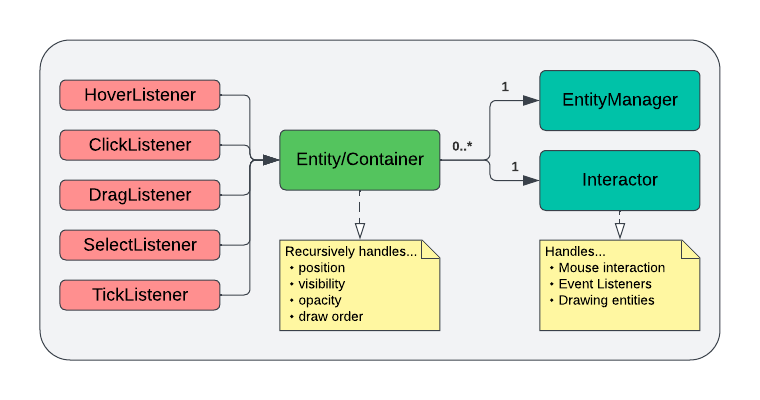 HoverListener
ClickListener
DragListener
SelectListener
TickListener
Entity/Container
0..*
1
1
EntityManager
Interactor
Recursively handles...
• position
• visibility
• opacity
• draw order
Handles...
• Mouse interaction
• Event Listeners
• Drawing entities